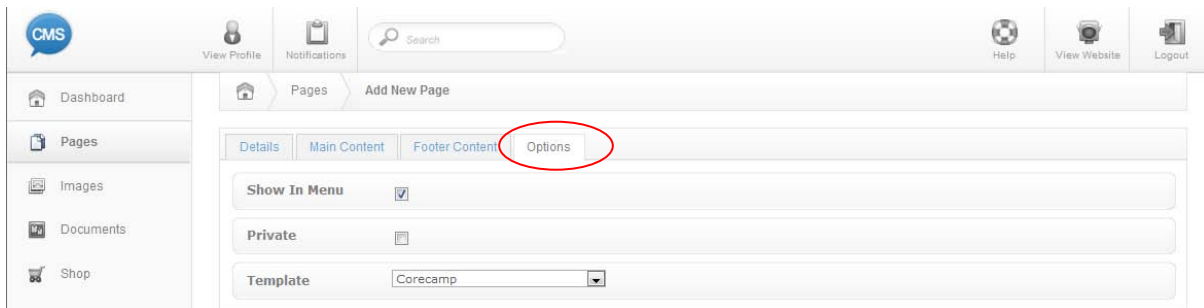 CMS
View Profile
Notifications
Search
Help
View Website
Logout
Dashboard
Pages
Images
Documents
Shop
Pages
Add New Page
Details
Main Content
Footer Content
Options
Show In Menu
Private
Template
Corecamp